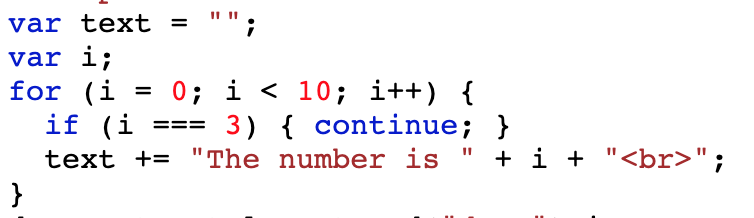 var text = "";
var i;
for (i = 0; i < 10; i++) {
  if (i === 3) { continue; }
  text += "The number is " + i + "<br>";
}